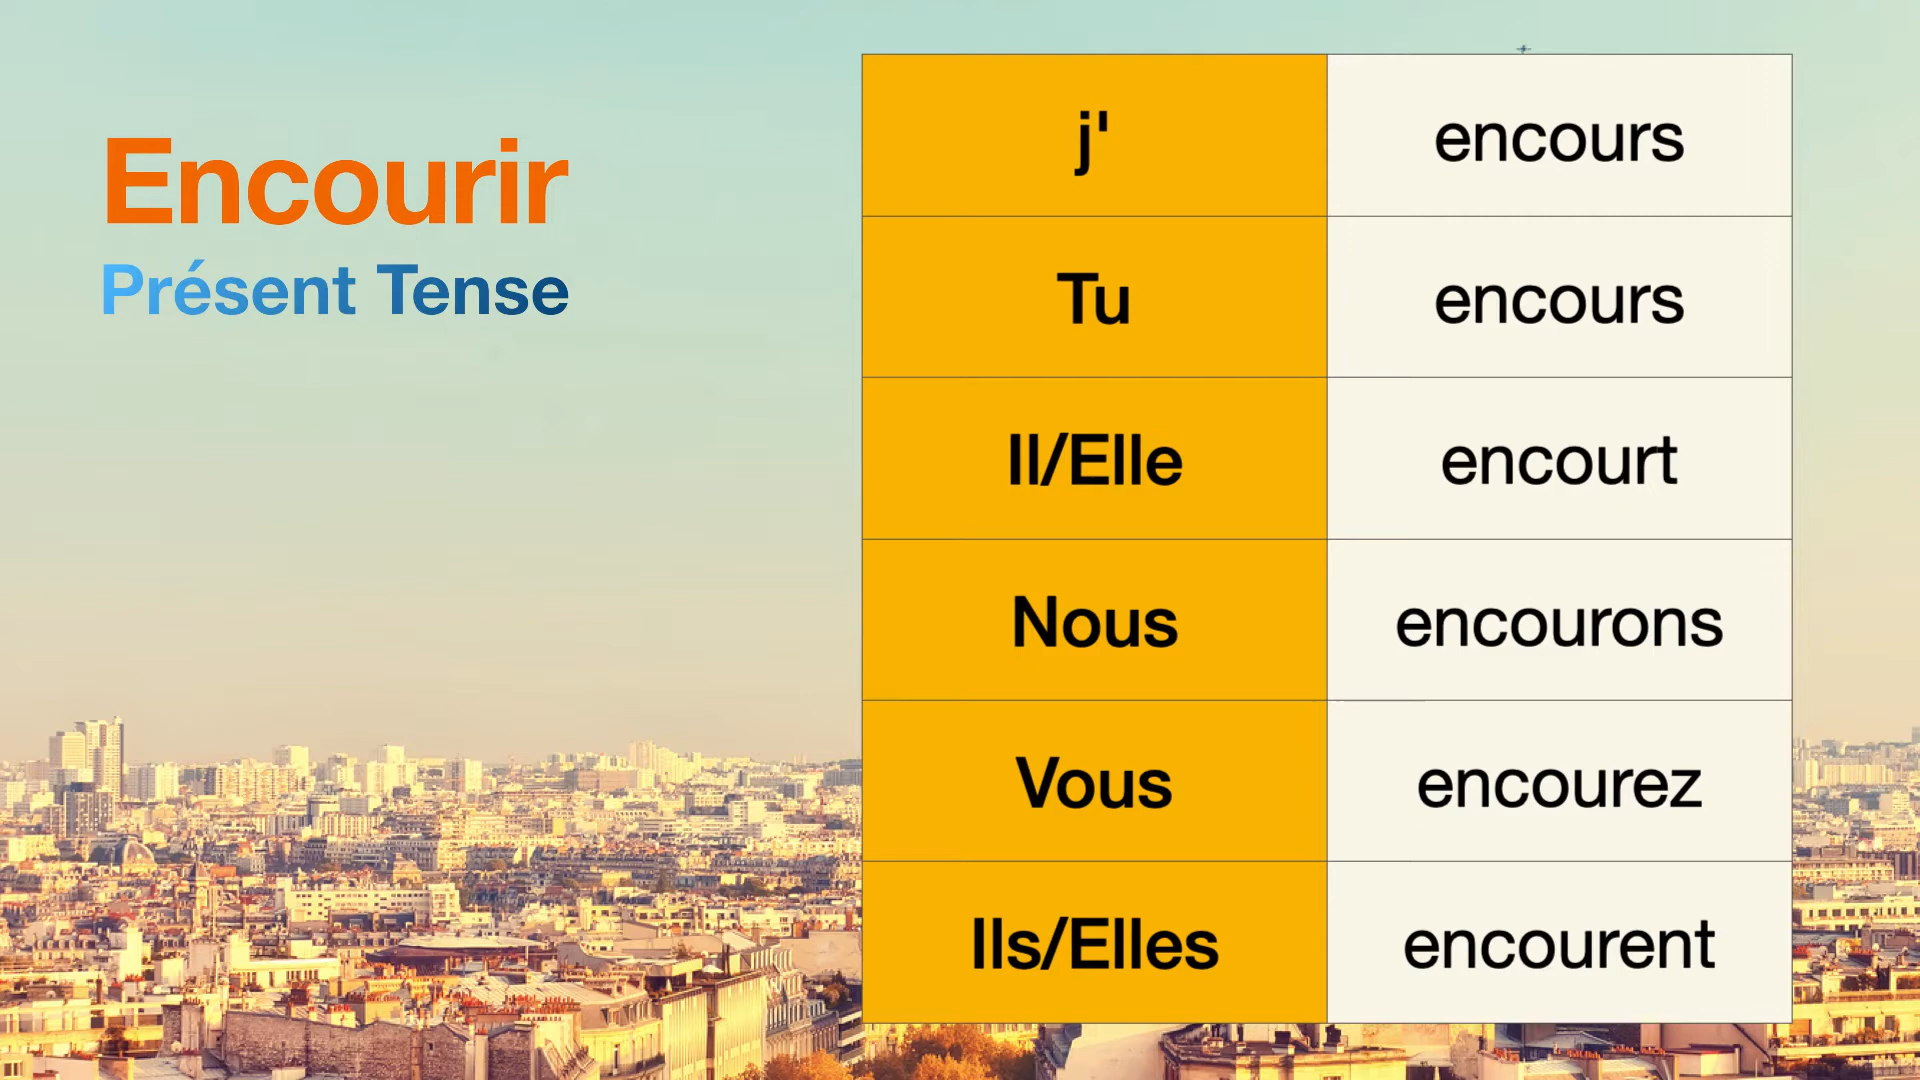 Encourir
Présent Tense
j' encours
Tu encours
Il/Elle encourt
Nous encourons
Vous encourez
Ils/Elles encourent